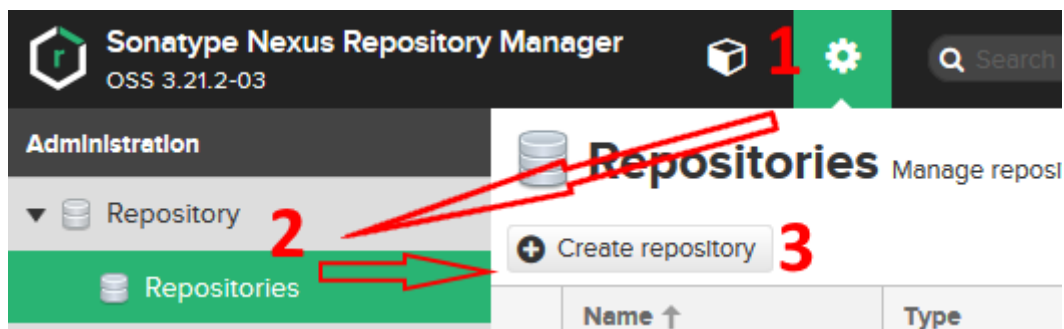 Sonatype Nexus Repository Manager
OSS 3.21.2-03
1
Search
Administration
Repositories Manage reposi
Repository
2
Create repository
3
Repositories
Name
Type